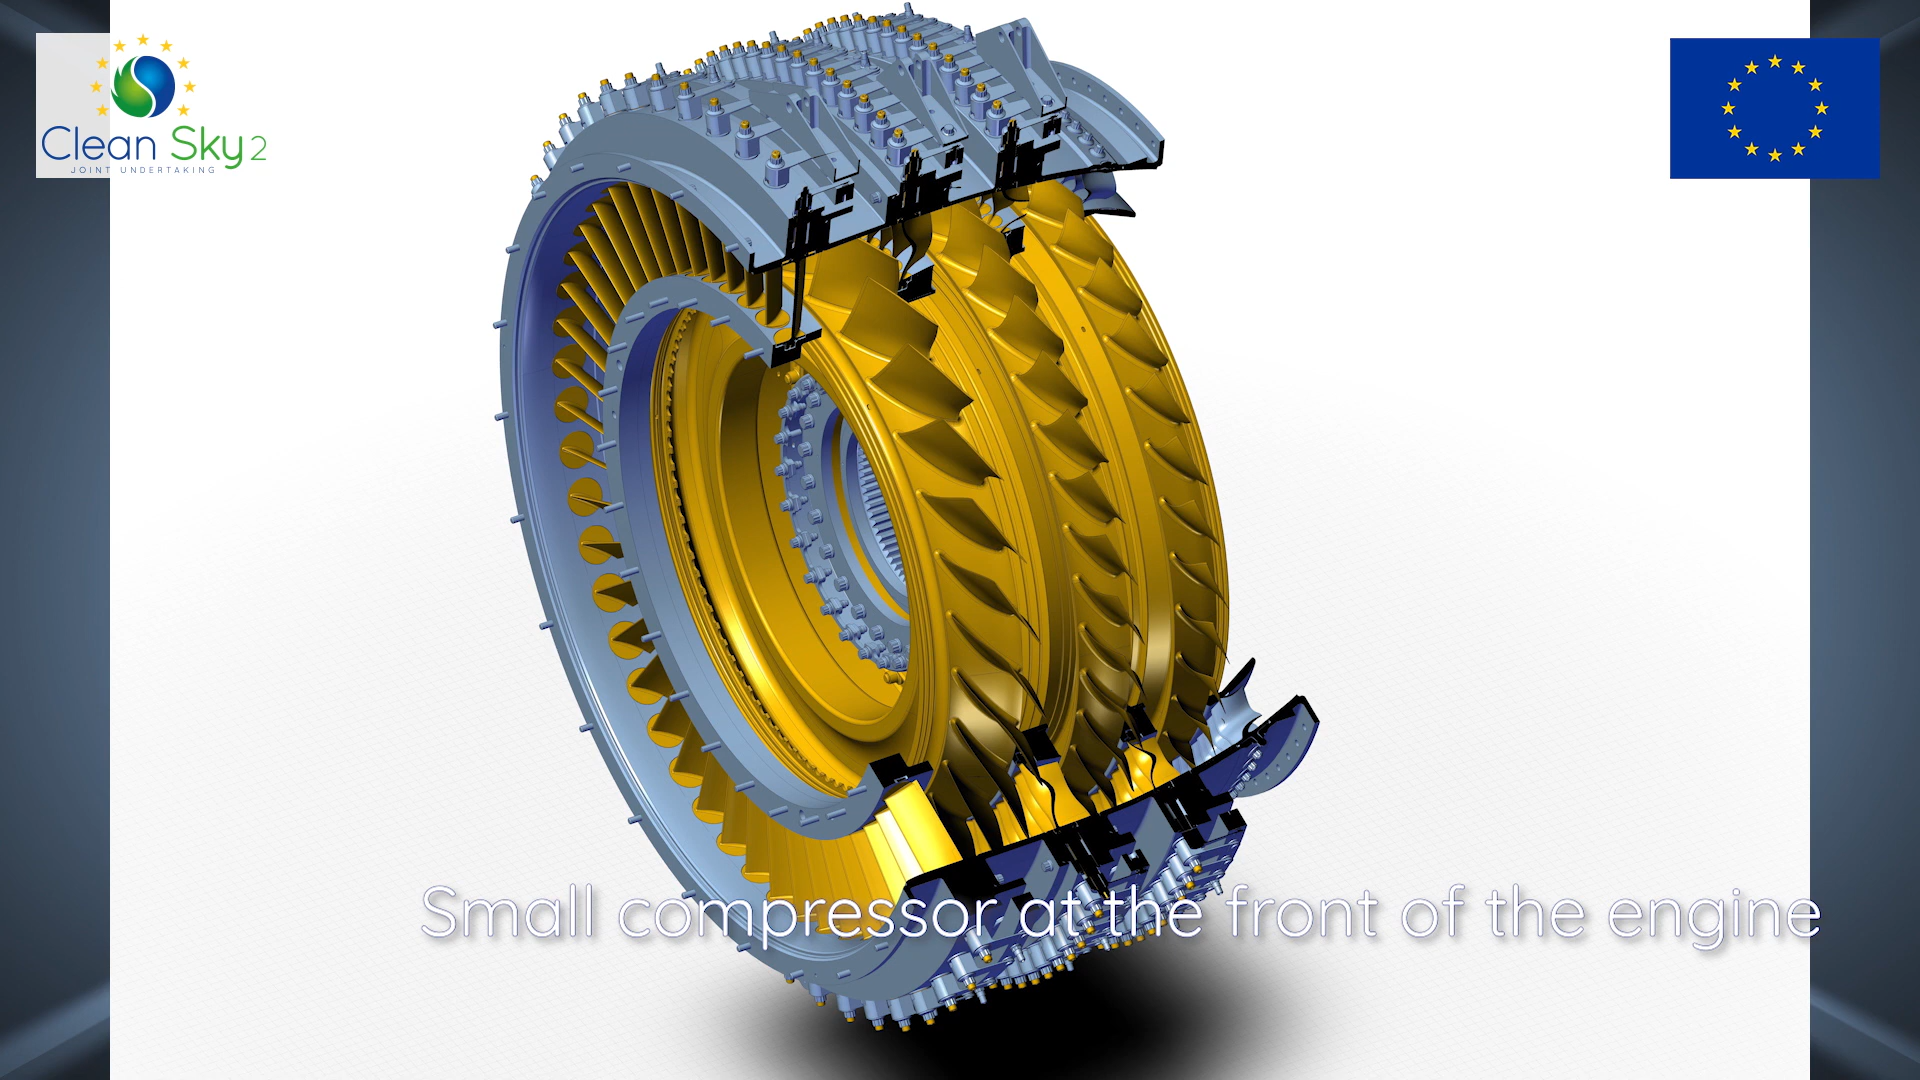 Clean Sky 2
JOINT UNDERTAKING
Small compressor at the front of the engine